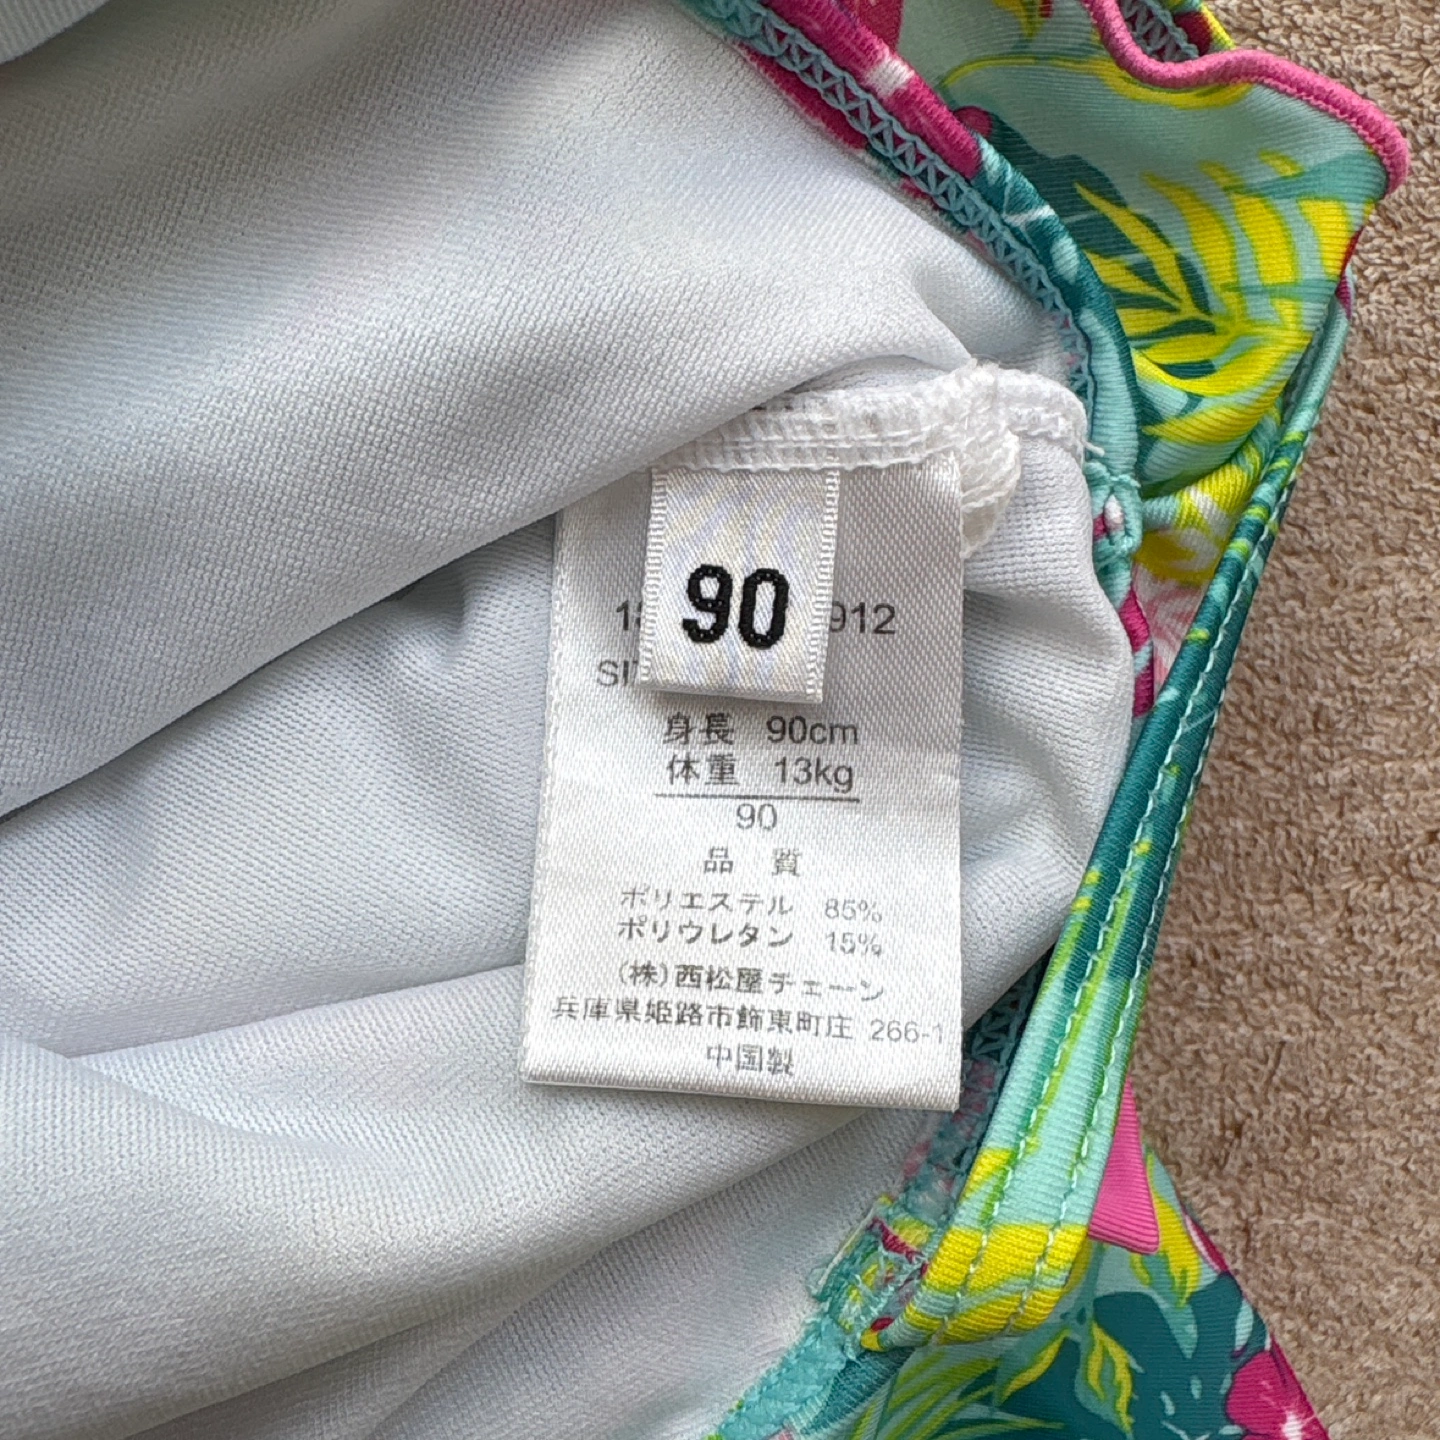 90
912
身長 90cm
体重 13kg
90
品 質
ポリエステル 85%
ポリウレタン 15%
(株)西松屋チェーン
兵庫県姫路市飾東町庄 266-1
中国製